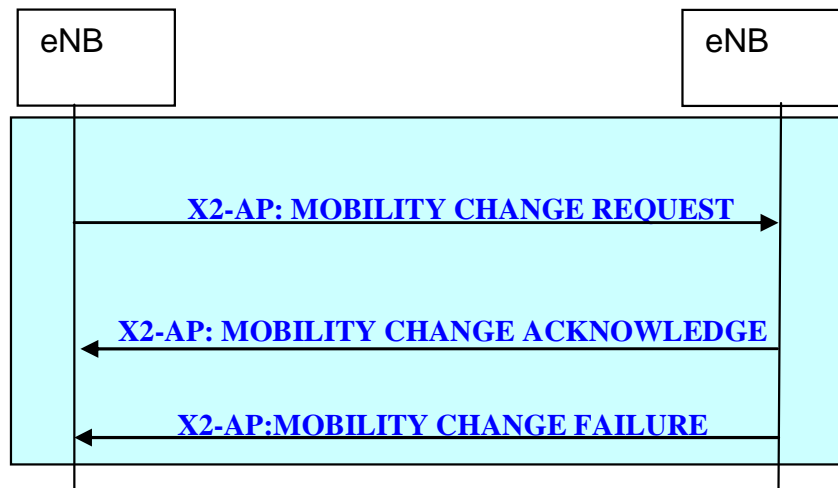 eNB
eNB
X2-AP: MOBILITY CHANGE REQUEST
X2-AP: MOBILITY CHANGE ACKNOWLEDGE
X2-AP:MOBILITY CHANGE FAILURE